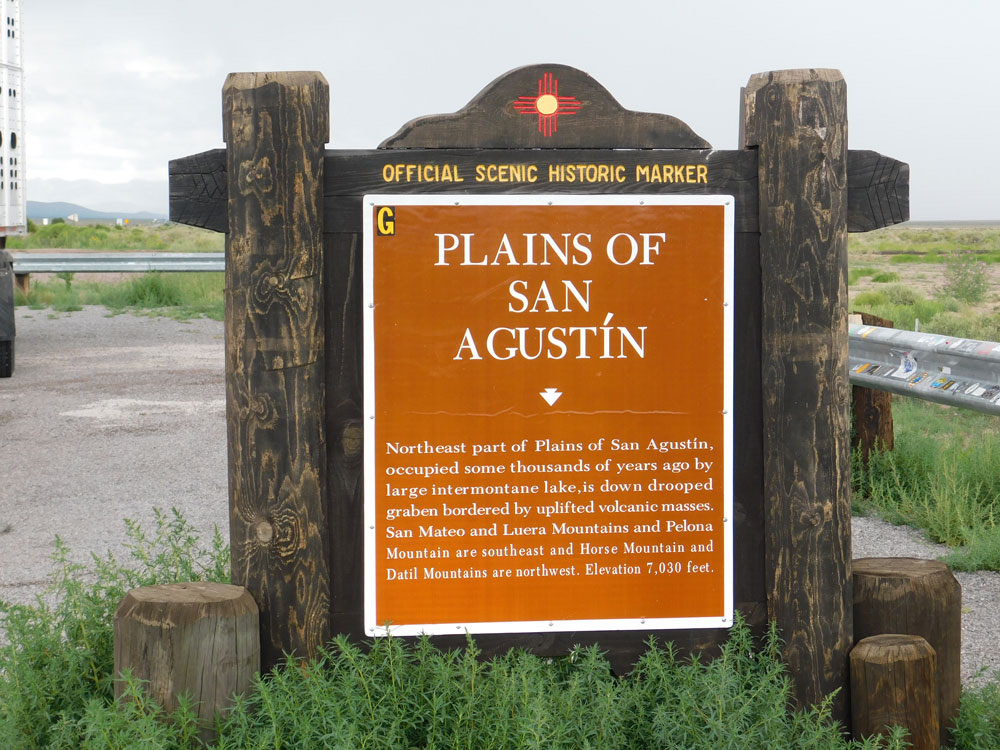 OFFICIAL SCENIC HISTORIC MARKER
G
PLAINS OF
SAN
AGUSTÍN
Northeast part of Plains of San Agustín,
occupied some thousands of years ago by
large intermontane lake, is down drooped
graben bordered by uplifted volcanic masses.
San Mateo and Luera Mountains and Pelona
Mountain are southeast and Horse Mountain and
Datil Mountains are northwest. Elevation 7,030 feet.